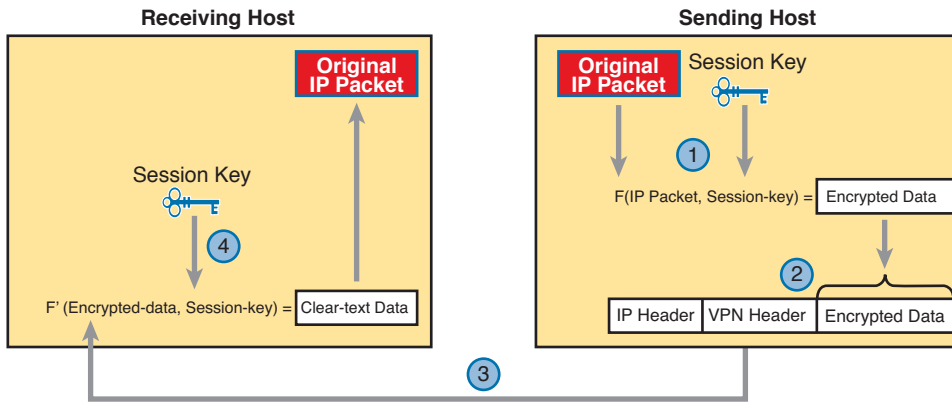 Receiving Host
Original
IP Packet
Session Key
4
F' (Encrypted-data, Session-key) = Clear-text Data
Sending Host
Original
IP Packet
Session Key
1
F(IP Packet, Session-key) = Encrypted Data
2
IP Header VPN Header Encrypted Data
3